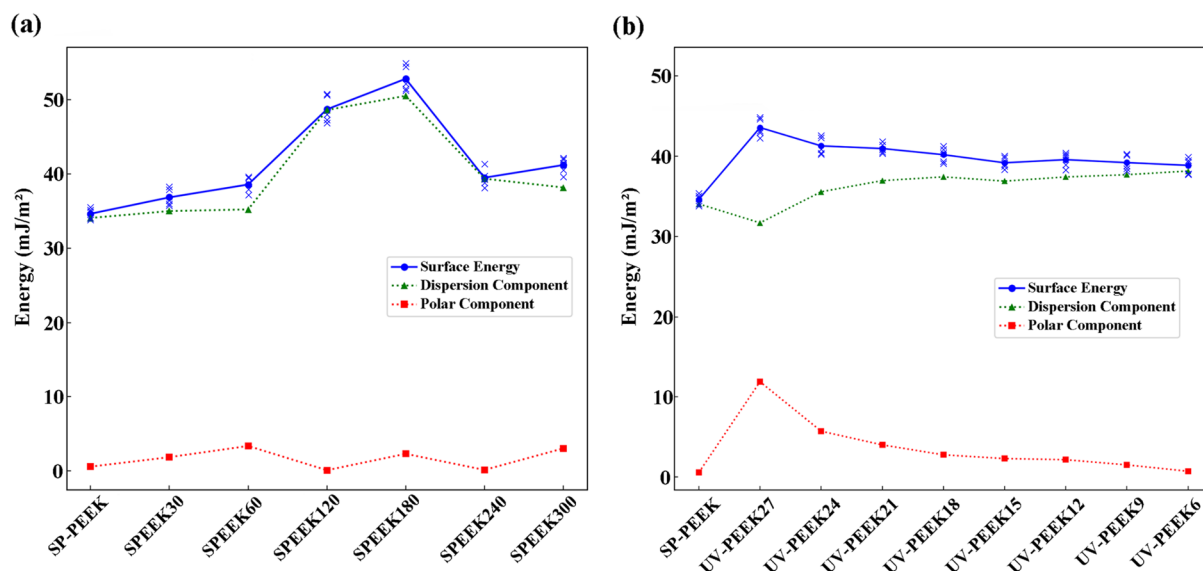 (a)
Energy (mJ/m²)
50
40
30
20
10
0
Surface Energy
Dispersion Component
Polar Component
SP-PEEK
SPEEK30
SPEEK60
SPEEK120
SPEEK180
SPEEK240
SPEEK300
(b)
Energy (mJ/m²)
50
40
30
20
10
0
Surface Energy
Dispersion Component
Polar Component
SP-PEEK
UV-PEEK27
UV-PEEK24
UV-PEEK21
UV-PEEK18
UV-PEEK15
UV-PEEK12
UV-PEEK9
UV-PEEK6